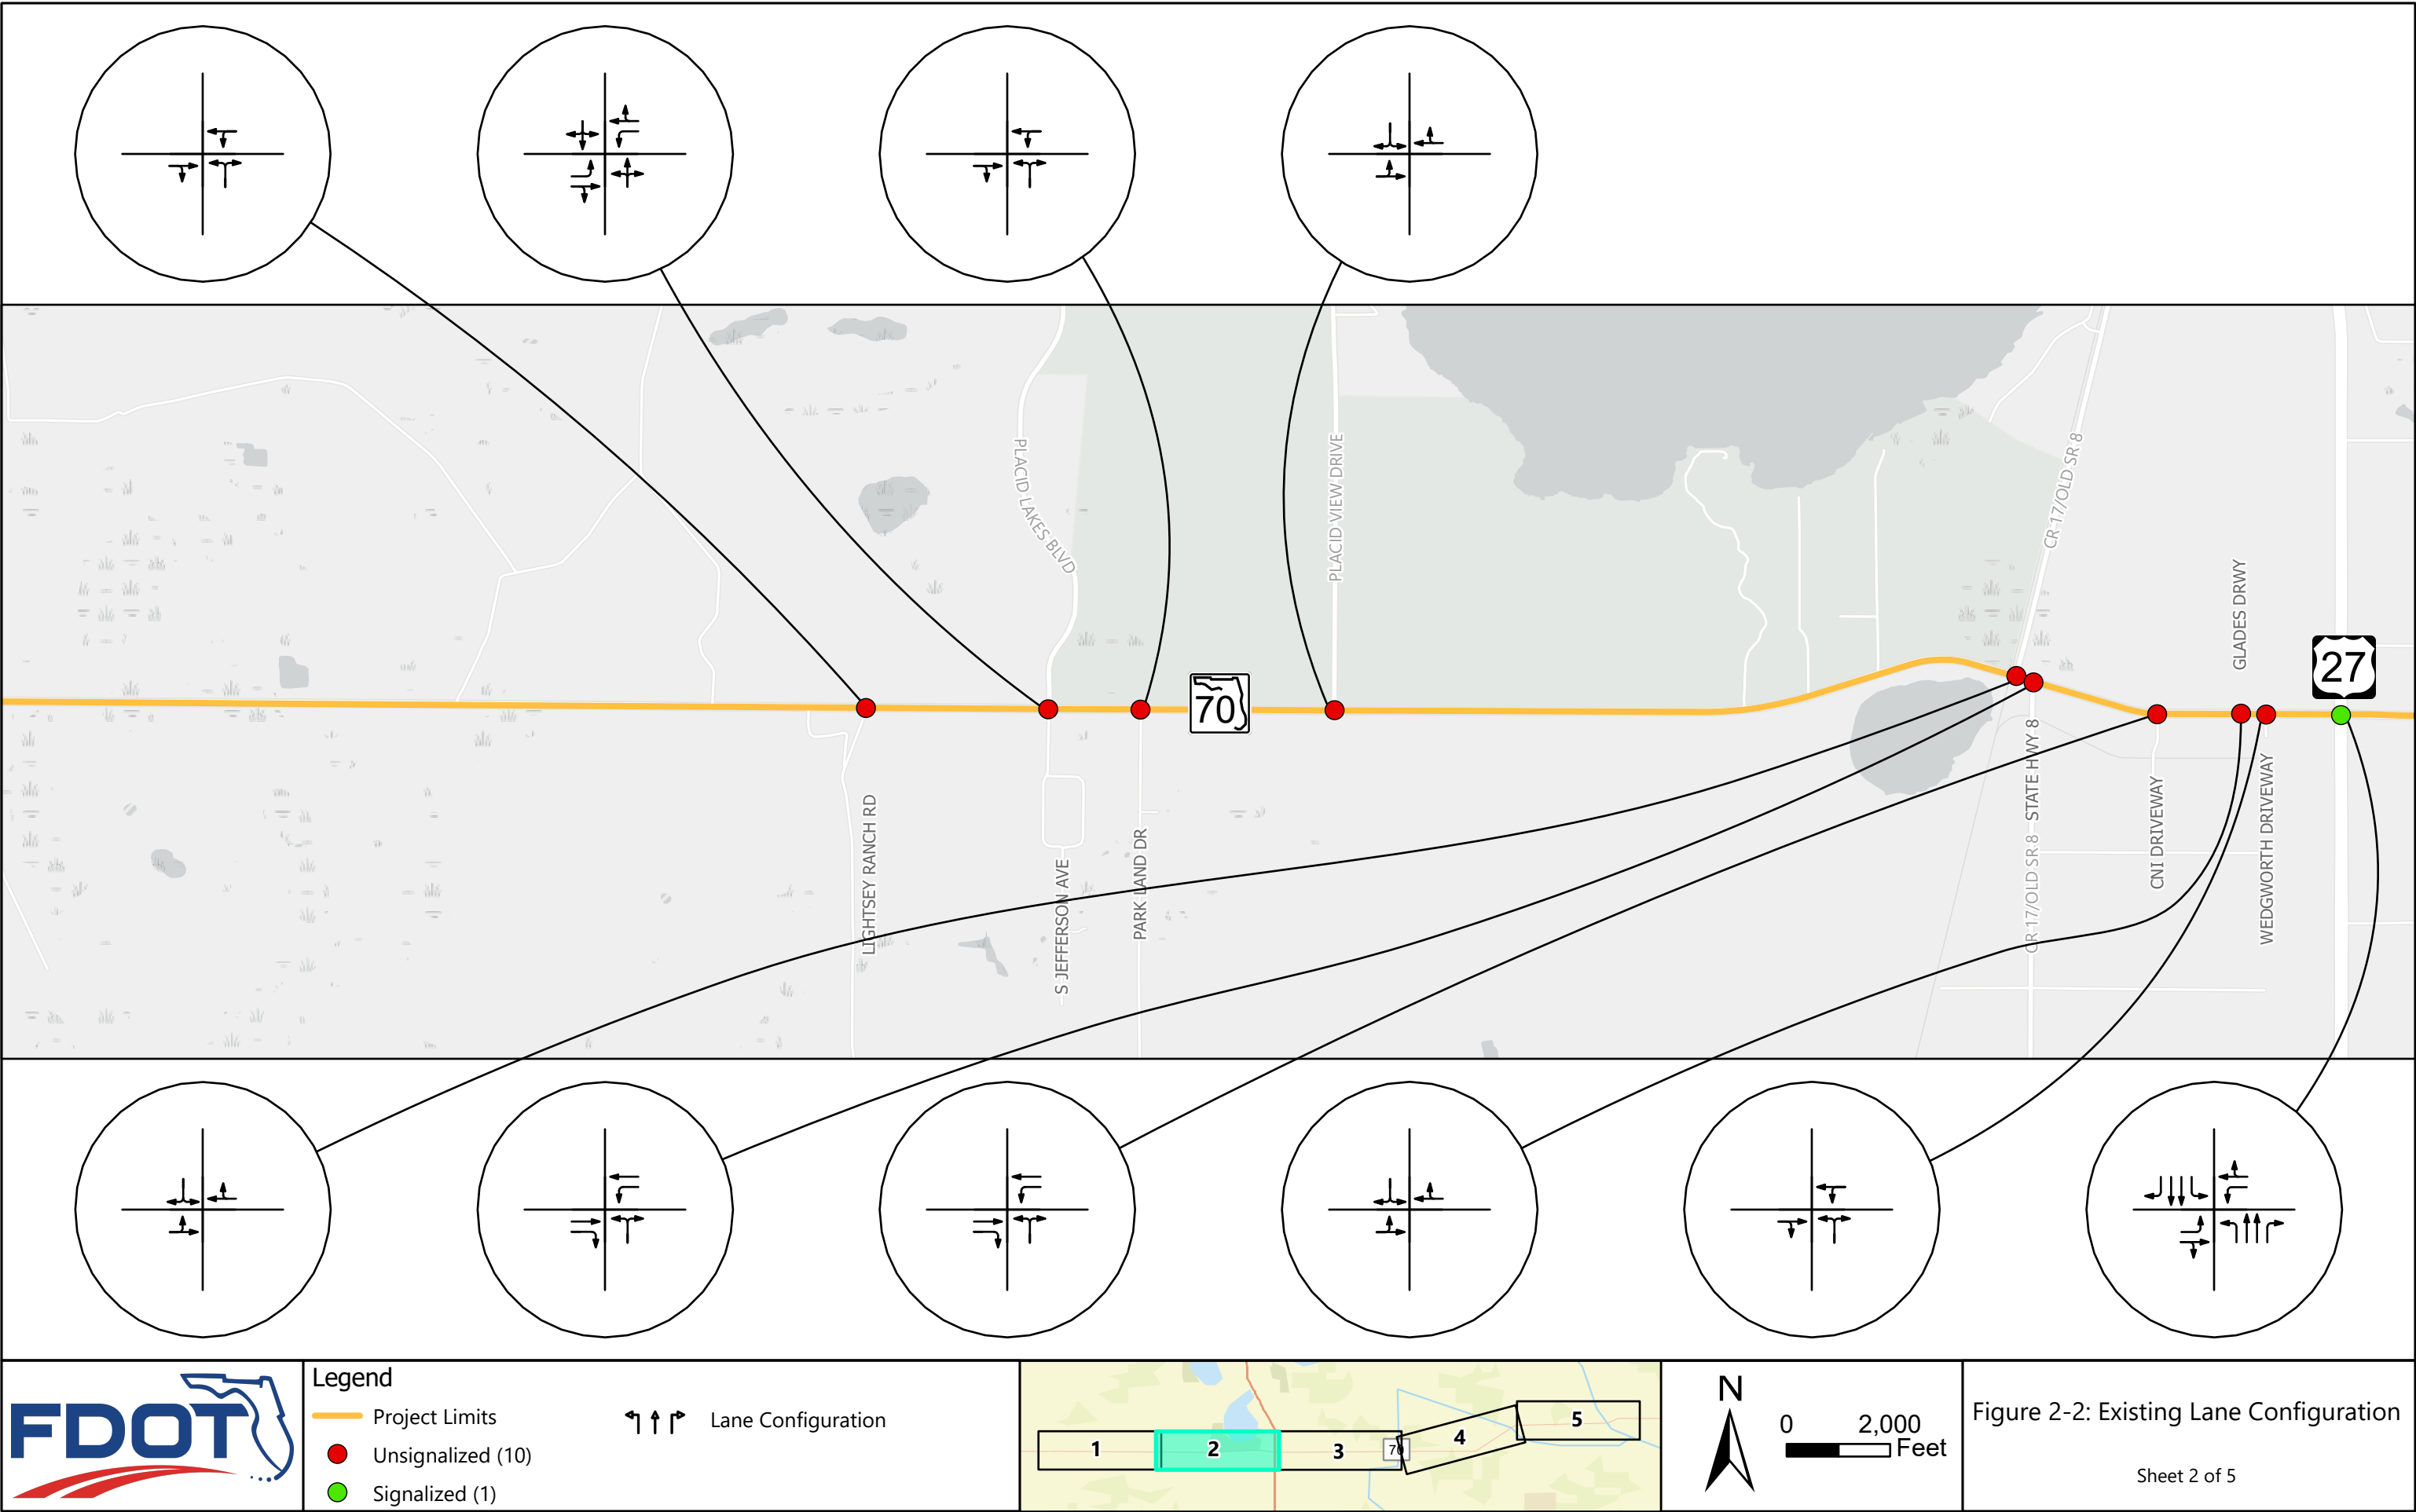 PLACID LAKES BLVD
PLACID VIEW DRIVE
CR 17/OLD SR 8
GLADES DRWY
27
70
LIGHTSEY RANCH RD
S JEFFERSON AVE
PARK LAND DR
CR 17/OLD SR 8
STATE HWY 8
CNI DRIVEWAY
WEDGWORTH DRIVEWAY
FDOT
Legend
Project Limits
Unsignalized (10)
Signalized (1)
Lane Configuration
1
2
3
70
4
5
N
0 2,000
Feet
Figure 2-2: Existing Lane Configuration
Sheet 2 of 5